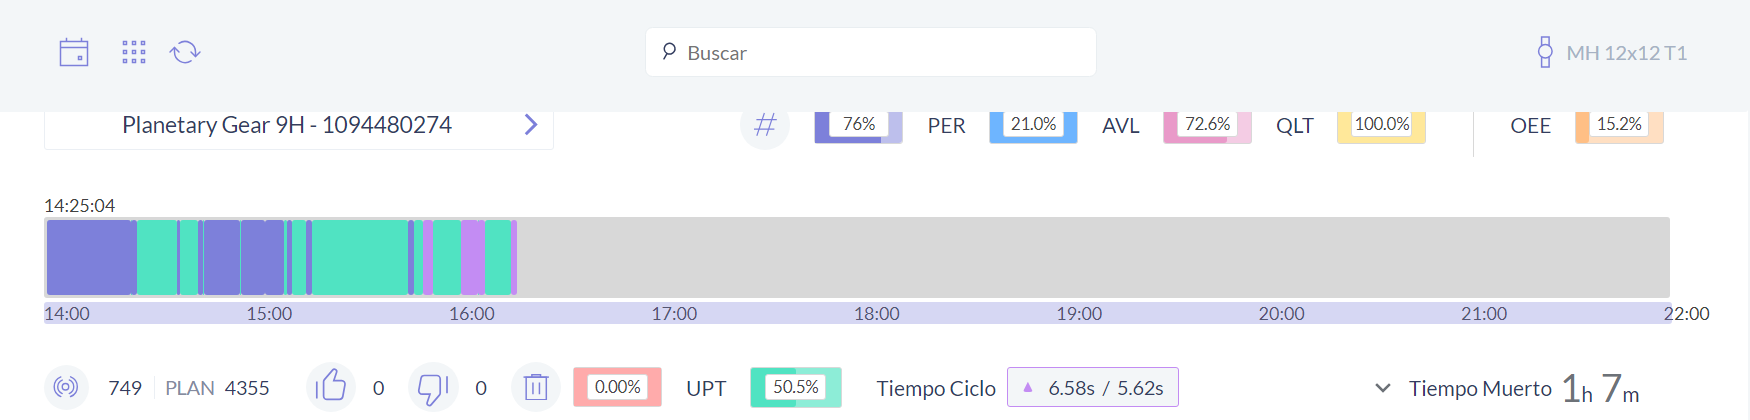 Buscar
MH 12x12 T1
Planetary Gear 9H - 1094480274
# 76% PER 21.0% AVL 72.6% QLT 100.0% OEE 15.2%
14:25:04
14:00 15:00 16:00 17:00 18:00 19:00 20:00 21:00 22:00
749 PLAN 4355 0 0 0.00% UPT 50.5% Tiempo Ciclo 6.58s / 5.62s Tiempo Muerto 1h 7m